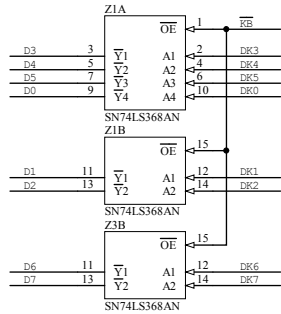 Z1A
OE 1 KB
D3 3 Y1 A1 2 DK3
D4 5 Y2 A2 4 DK4
D5 7 Y3 A3 6 DK5
D0 9 Y4 A4 10 DK0
SN74LS368AN
Z1B
OE 15
D1 11 Y1 A1 12 DK1
D2 13 Y2 A2 14 DK2
SN74LS368AN
Z3B
OE 15
D6 11 Y1 A1 12 DK6
D7 13 Y2 A2 14 DK7
SN74LS368AN